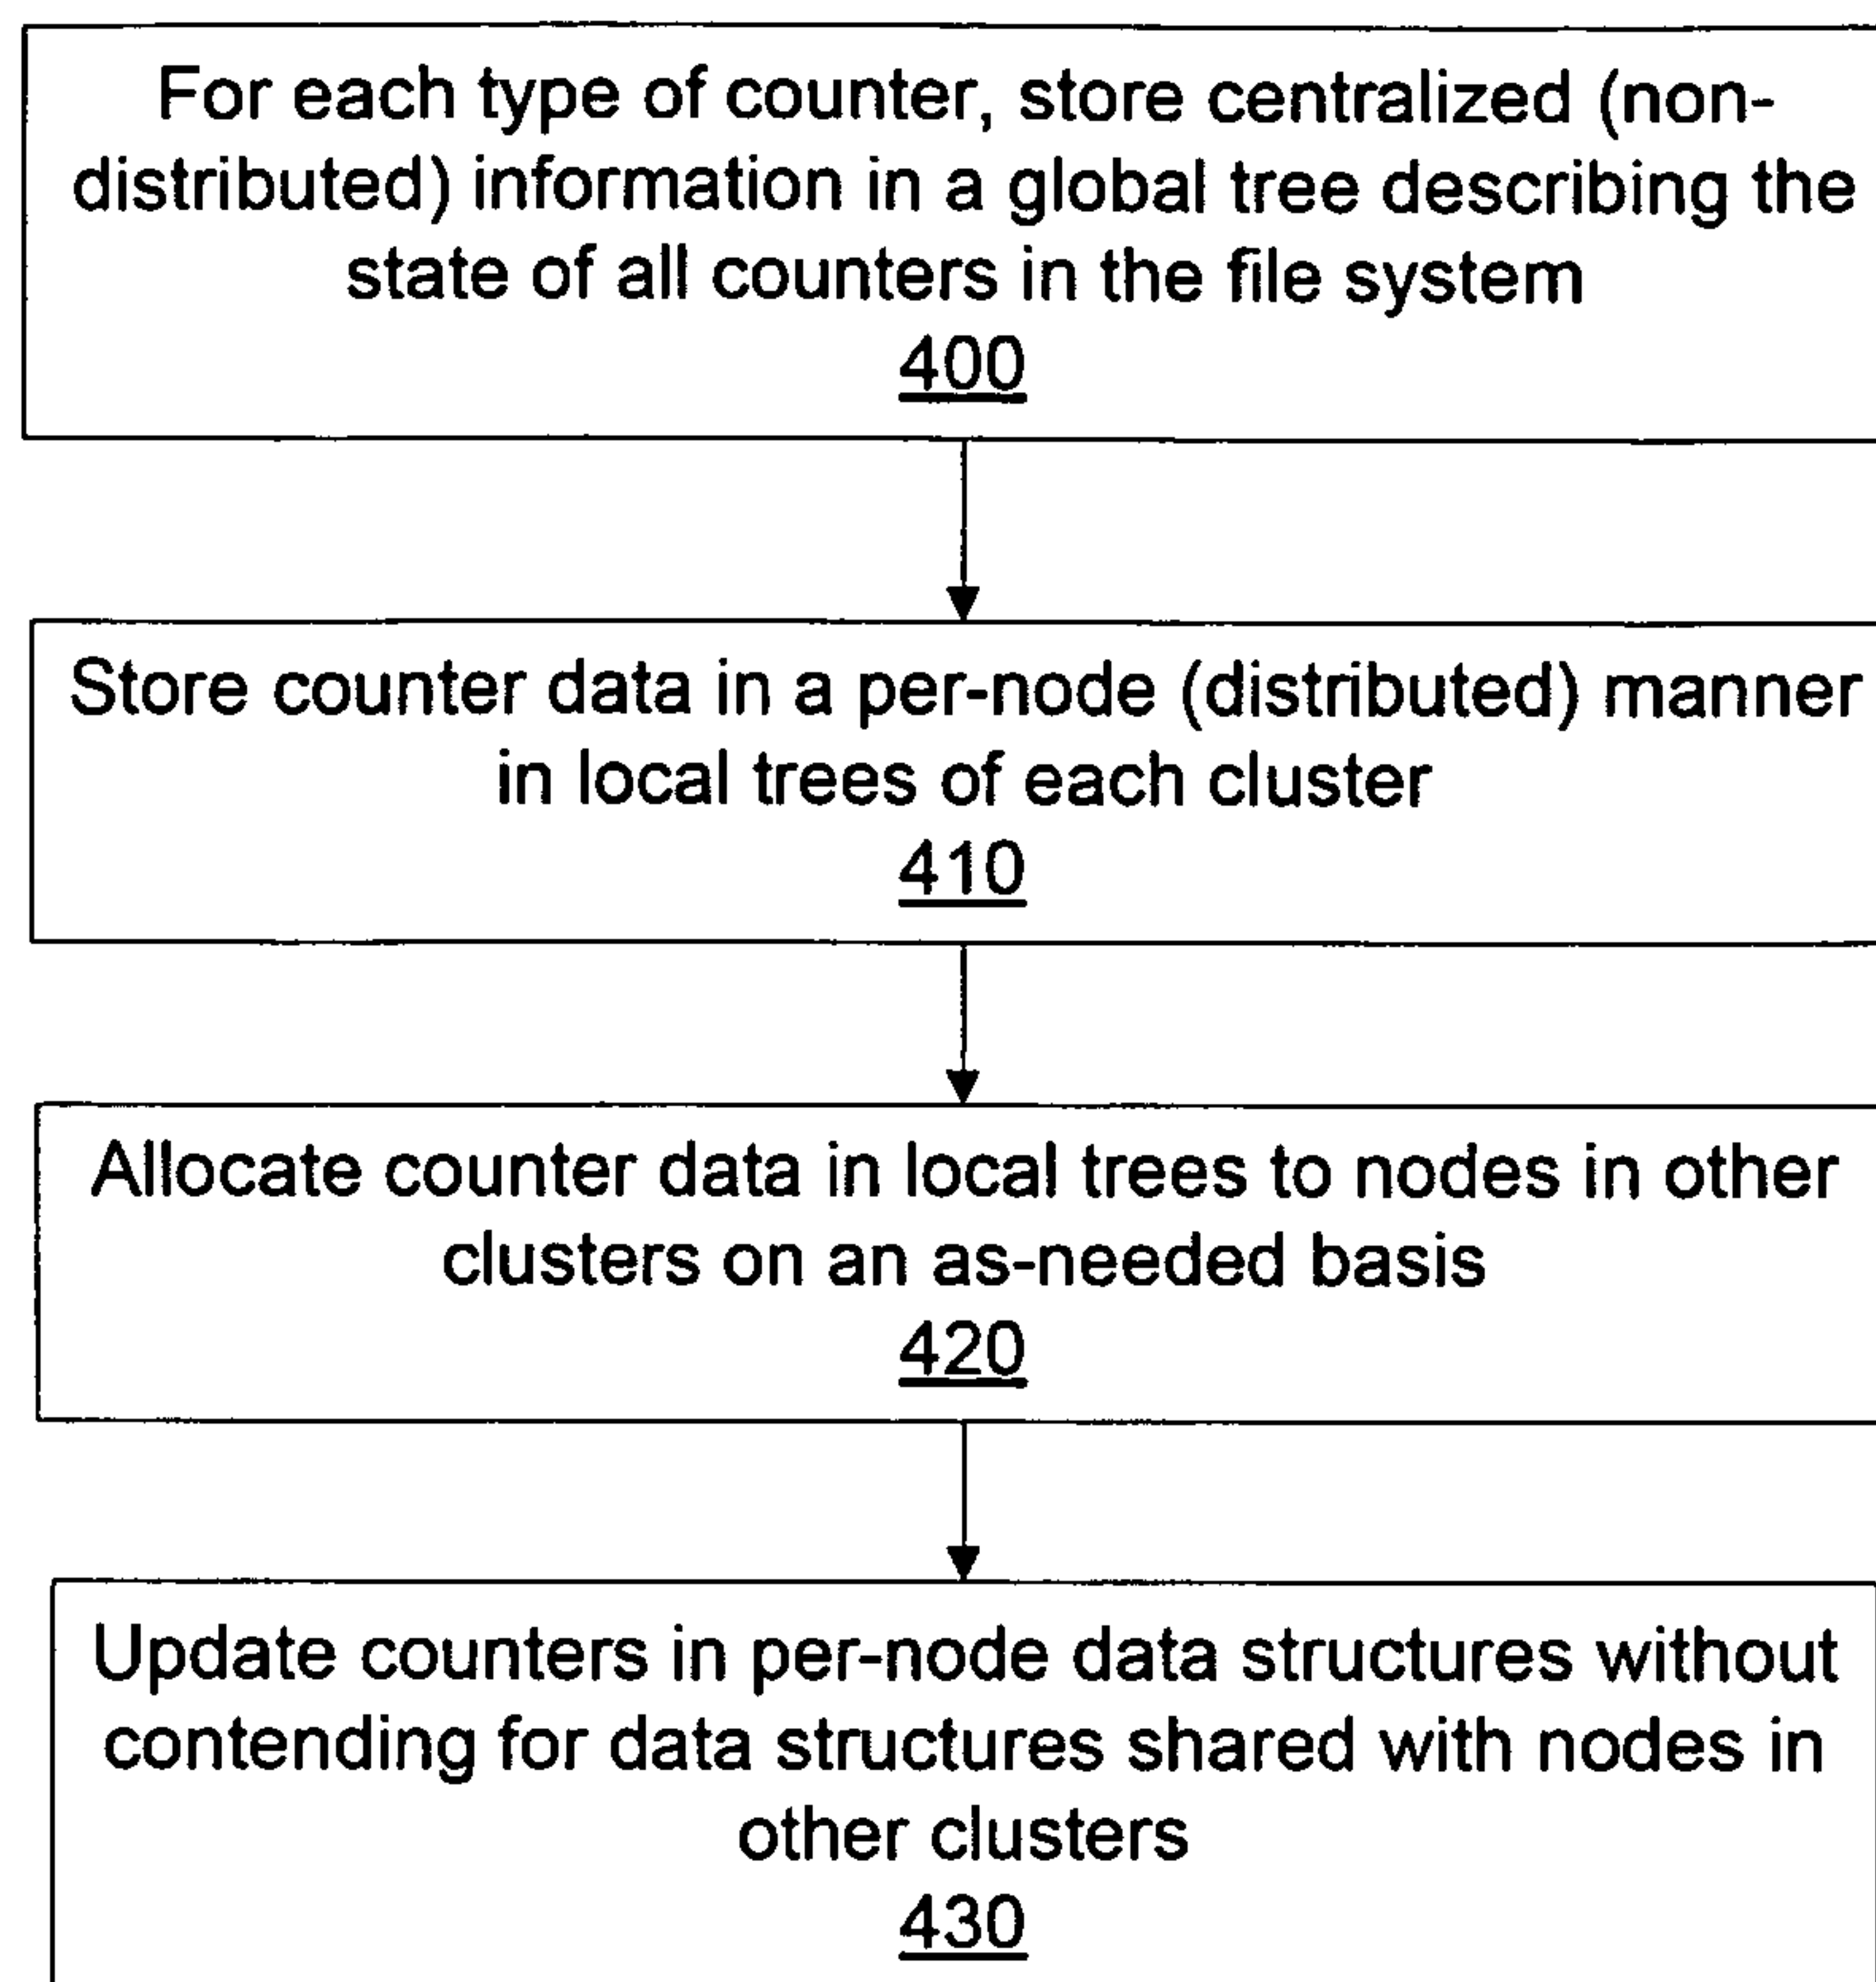 For each type of counter, store centralized (non-
distributed) information in a global tree describing the
state of all counters in the file system
400
Store counter data in a per-node (distributed) manner
in local trees of each cluster
410
Allocate counter data in local trees to nodes in other
clusters on an as-needed basis
420
Update counters in per-node data structures without
contending for data structures shared with nodes in
other clusters
430